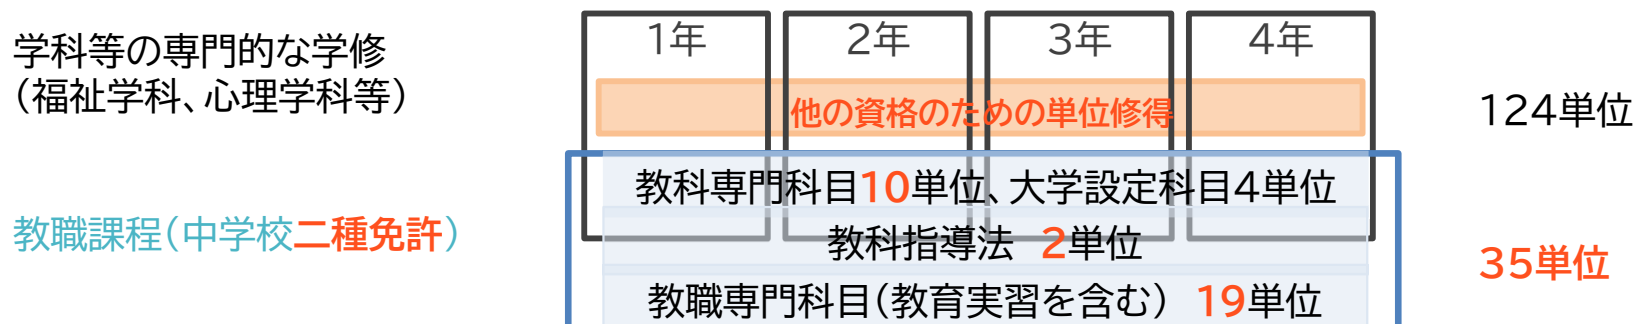 学科等の専門的な学修
（福祉学科、心理学科等）
1年 2年 3年 4年
他の資格のための単位修得
124単位
教科専門科目10単位、大学設定科目4単位
教職課程（中学校二種免許）
教科指導法 2単位
35単位
教職専門科目（教育実習を含む） 19単位